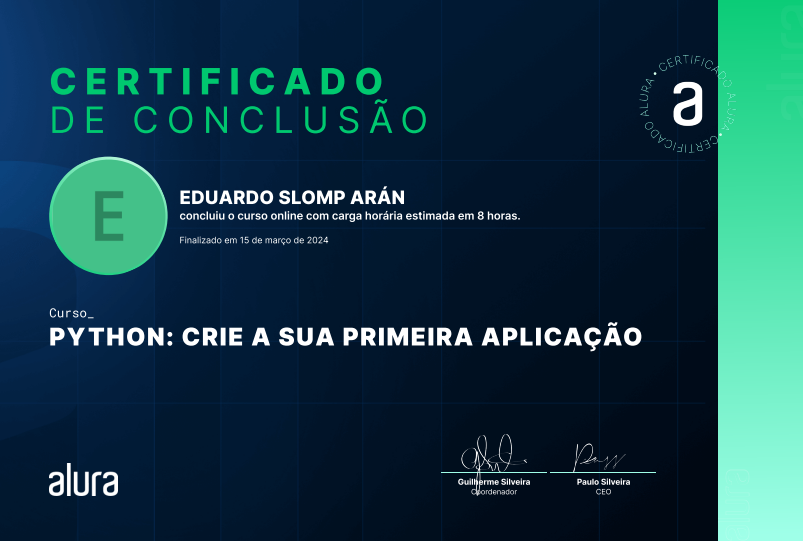 CERTIFICADO
DE CONCLUSÃO
CERTIFICADO ALURA • CERTIFICADO ALURA •
a
E
EDUARDO SLOMP ARÁN
concluiu o curso online com carga horária estimada em 8 horas.
Finalizado em 15 de março de 2024
Curso_
PYTHON: CRIE A SUA PRIMEIRA APLICAÇÃO
alura
Guilherme Silveira
Coordenador
Paulo Silveira
CEO